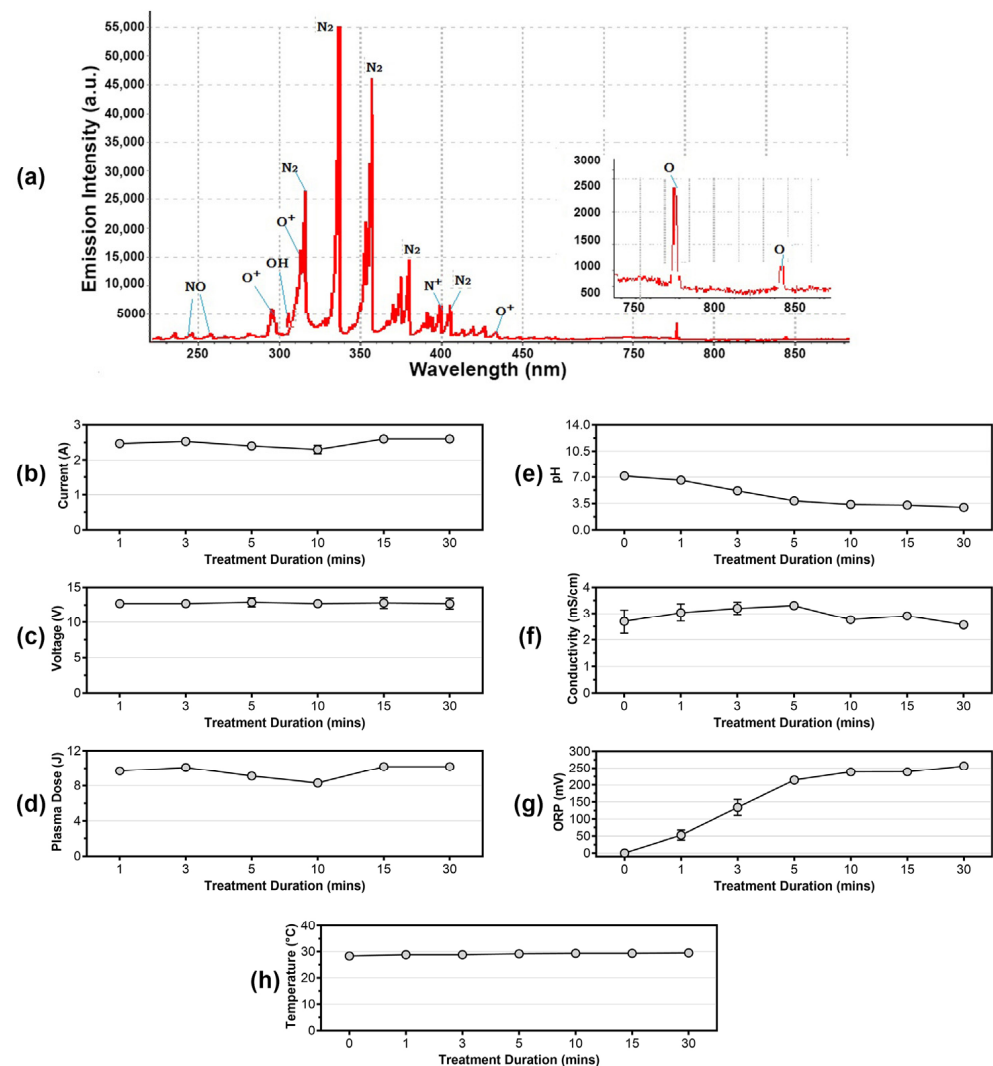 (a)
Emission Intensity (a.u.)
55,000
50,000
45,000
40,000
35,000
30,000
25,000
20,000
15,000
10,000
5000
NO
O+
OH
O+
N2
N2
N2
N2
N+
N2
O+
250
300
350
400
450
750
800
850
Wavelength (nm)
3000
2500
2000
1500
1000
500
O
O
750
800
850
(b)
Current (A)
3
2
1
0
1 3 5 10 15 30
Treatment Duration (mins)
(c)
Voltage (V)
15
10
5
0
1 3 5 10 15 30
Treatment Duration (mins)
(d)
Plasma Dose (J)
12
8
4
0
1 3 5 10 15 30
Treatment Duration (mins)
(e)
pH
14.0
10.5
7.0
3.5
0.0
0 1 3 5 10 15 30
Treatment Duration (mins)
(f)
Conductivity (mS/cm)
4
3
2
1
0
0 1 3 5 10 15 30
Treatment Duration (mins)
(g)
ORP (mV)
300
250
200
150
100
50
0
0 1 3 5 10 15 30
Treatment Duration (mins)
(h)
Temperature (°C)
40
30
20
10
0
0 1 3 5 10 15 30
Treatment Duration (mins)